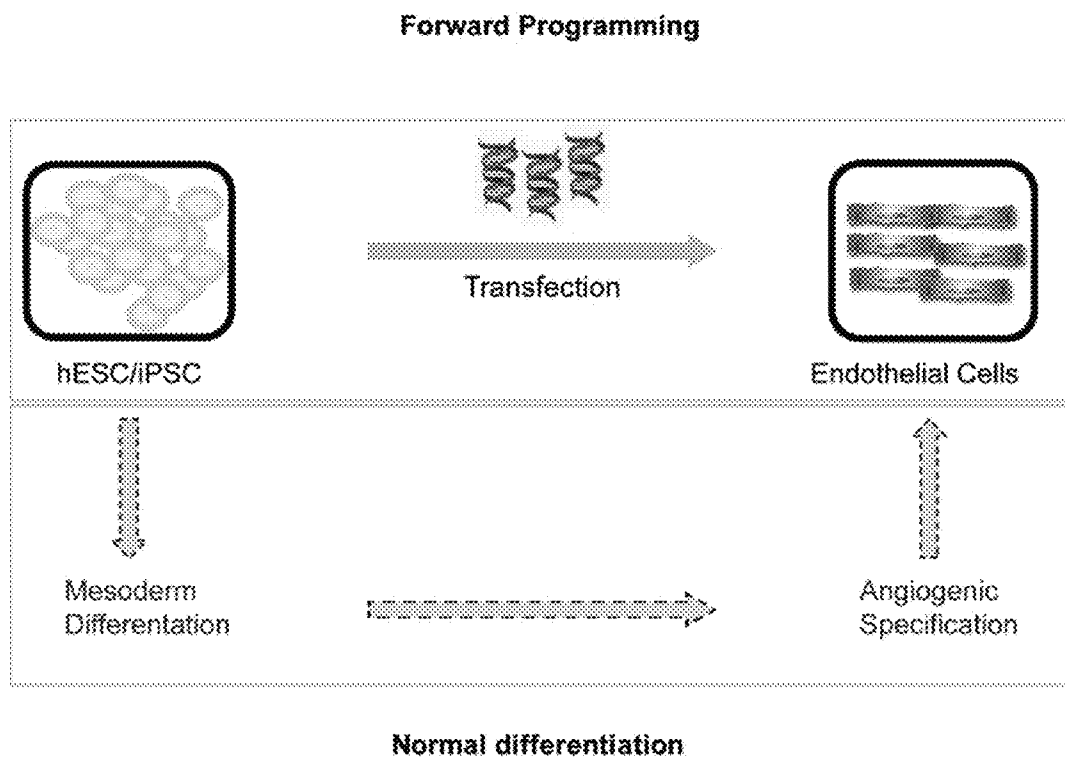 Forward Programming
Transfection
hESC/iPSC
Endothelial Cells
Mesoderm
Differentation
Angiogenic
Specification
Normal differentiation